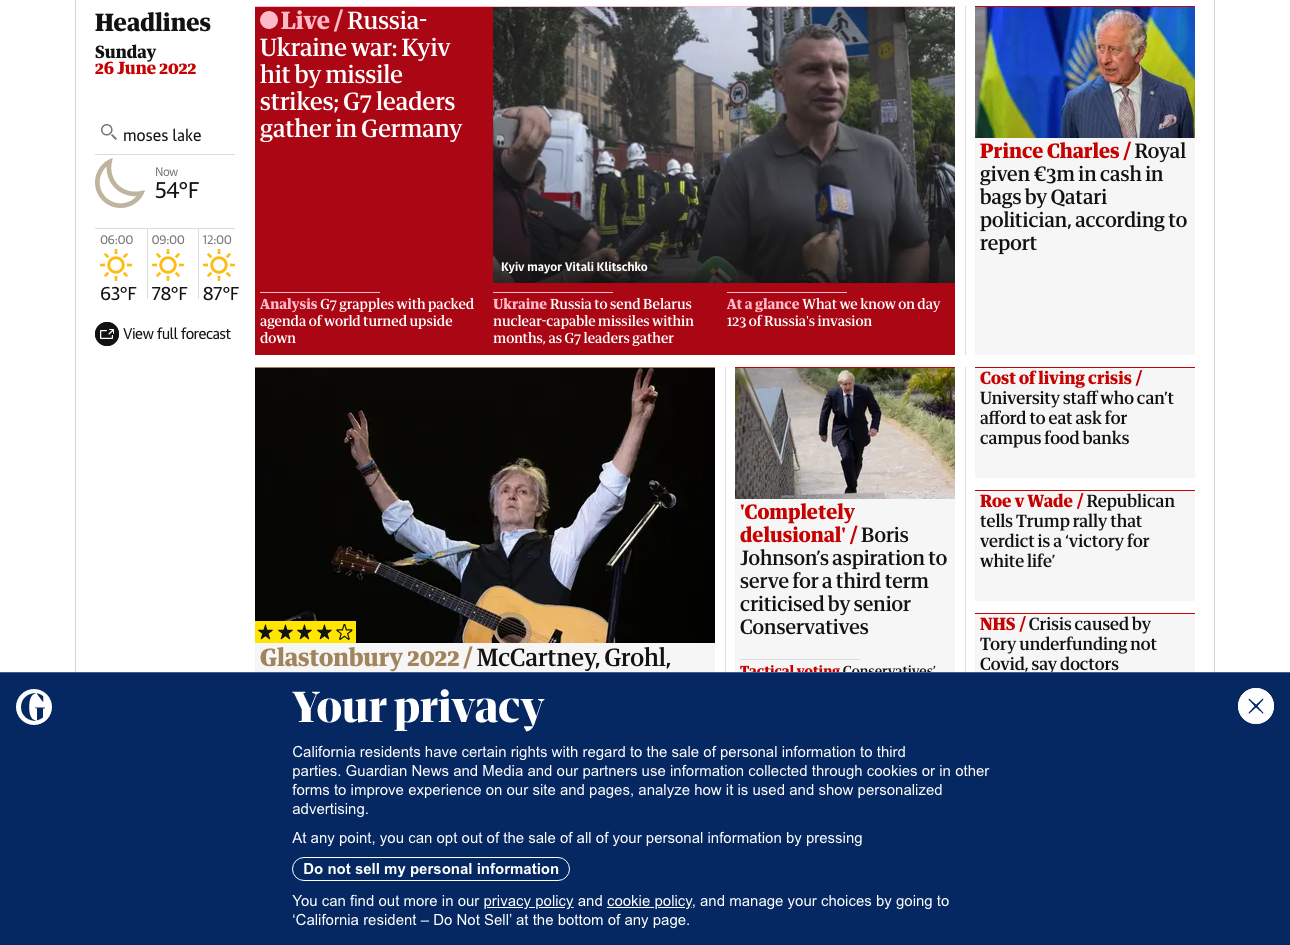 Headlines
Sunday
26 June 2022
moses lake
Now
54°F
06:00
63°F
09:00
78°F
12:00
87°F
View full forecast
Live / Russia-
Ukraine war: Kyiv
hit by missile
strikes; G7 leaders
gather in Germany
Kyiv mayor Vitali Klitschko
Analysis G7 grapples with packed
agenda of world turned upside
down
Ukraine Russia to send Belarus
nuclear-capable missiles within
months, as G7 leaders gather
At a glance What we know on day
123 of Russia's invasion
Prince Charles / Royal
given €3m in cash in
bags by Qatari
politician, according to
report
Glastonbury 2022 / McCartney, Grohl,
'Completely
delusional' / Boris
Johnson's aspiration to
serve for a third term
criticised by senior
Conservatives
Tactical voting Conservatives'
Cost of living crisis /
University staff who can't
afford to eat ask for
campus food banks
Roe v Wade / Republican
tells Trump rally that
verdict is a 'victory for
white life'
NHS / Crisis caused by
Tory underfunding not
Covid, say doctors
G
Your privacy
California residents have certain rights with regard to the sale of personal information to third
parties. Guardian News and Media and our partners use information collected through cookies or in other
forms to improve experience on our site and pages, analyze how it is used and show personalized
advertising.
At any point, you can opt out of the sale of all of your personal information by pressing
Do not sell my personal information
You can find out more in our privacy policy and cookie policy, and manage your choices by going to
‘California resident – Do Not Sell’ at the bottom of any page.